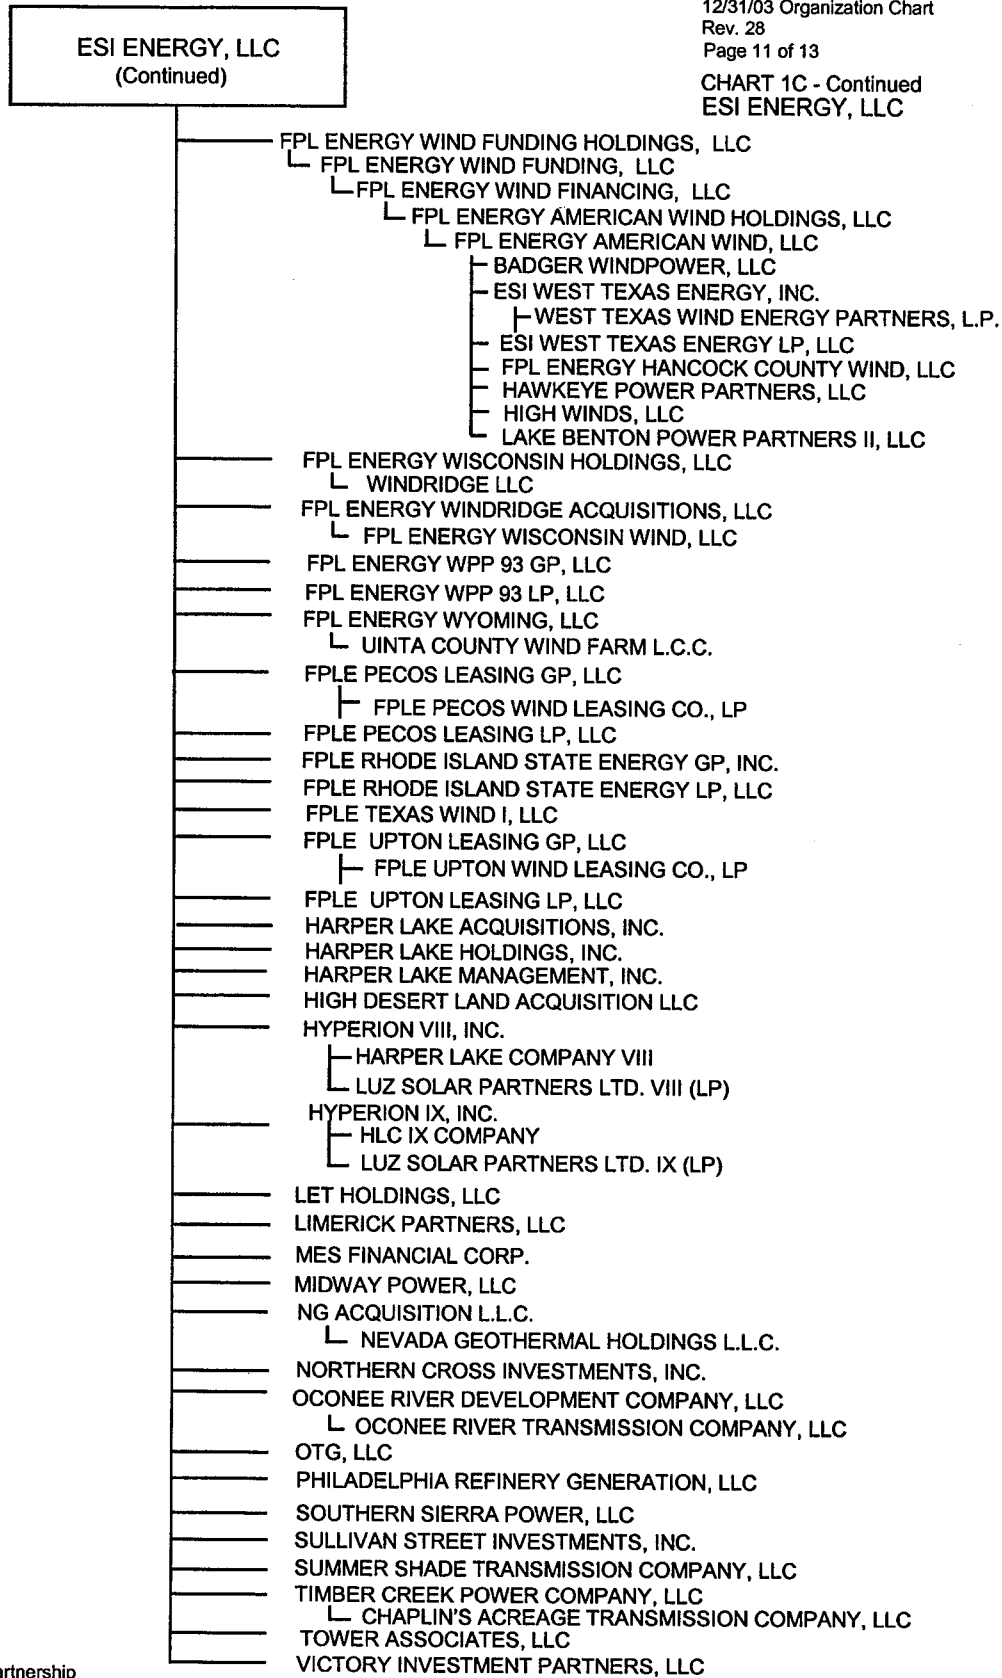 12/31/03 Organization Chart
Rev. 28
Page 11 of 13
CHART 1C - Continued
ESI ENERGY, LLC
ESI ENERGY, LLC
(Continued)
FPL ENERGY WIND FUNDING HOLDINGS, LLC
FPL ENERGY WIND FUNDING, LLC
FPL ENERGY WIND FINANCING, LLC
FPL ENERGY AMERICAN WIND HOLDINGS, LLC
FPL ENERGY AMERICAN WIND, LLC
BADGER WINDPOWER, LLC
ESI WEST TEXAS ENERGY, INC.
WEST TEXAS WIND ENERGY PARTNERS, L.P.
ESI WEST TEXAS ENERGY LP, LLC
FPL ENERGY HANCOCK COUNTY WIND, LLC
HAWKEYE POWER PARTNERS, LLC
HIGH WINDS, LLC
LAKE BENTON POWER PARTNERS II, LLC
FPL ENERGY WISCONSIN HOLDINGS, LLC
WINDRIDGE LLC
FPL ENERGY WINDRIDGE ACQUISITIONS, LLC
FPL ENERGY WISCONSIN WIND, LLC
FPL ENERGY WPP 93 GP, LLC
FPL ENERGY WPP 93 LP, LLC
FPL ENERGY WYOMING, LLC
UINTA COUNTY WIND FARM L.C.C.
FPLE PECOS LEASING GP, LLC
FPLE PECOS WIND LEASING CO., LP
FPLE PECOS LEASING LP, LLC
FPLE RHODE ISLAND STATE ENERGY GP, INC.
FPLE RHODE ISLAND STATE ENERGY LP, LLC
FPLE TEXAS WIND I, LLC
FPLE UPTON LEASING GP, LLC
FPLE UPTON WIND LEASING CO., LP
FPLE UPTON LEASING LP, LLC
HARPER LAKE ACQUISITIONS, INC.
HARPER LAKE HOLDINGS, INC.
HARPER LAKE MANAGEMENT, INC.
HIGH DESERT LAND ACQUISITION LLC
HYPERION VIII, INC.
HARPER LAKE COMPANY VIII
LUZ SOLAR PARTNERS LTD. VIII (LP)
HYPERION IX, INC.
HLC IX COMPANY
LUZ SOLAR PARTNERS LTD. IX (LP)
LET HOLDINGS, LLC
LIMERICK PARTNERS, LLC
MES FINANCIAL CORP.
MIDWAY POWER, LLC
NG ACQUISITION L.L.C.
NEVADA GEOTHERMAL HOLDINGS L.L.C.
NORTHERN CROSS INVESTMENTS, INC.
OCONEE RIVER DEVELOPMENT COMPANY, LLC
OCONEE RIVER TRANSMISSION COMPANY, LLC
OTG, LLC
PHILADELPHIA REFINERY GENERATION, LLC
SOUTHERN SIERRA POWER, LLC
SULLIVAN STREET INVESTMENTS, INC.
SUMMER SHADE TRANSMISSION COMPANY, LLC
TIMBER CREEK POWER COMPANY, LLC
CHAPLIN'S ACREAGE TRANSMISSION COMPANY, LLC
TOWER ASSOCIATES, LLC
VICTORY INVESTMENT PARTNERS, LLC